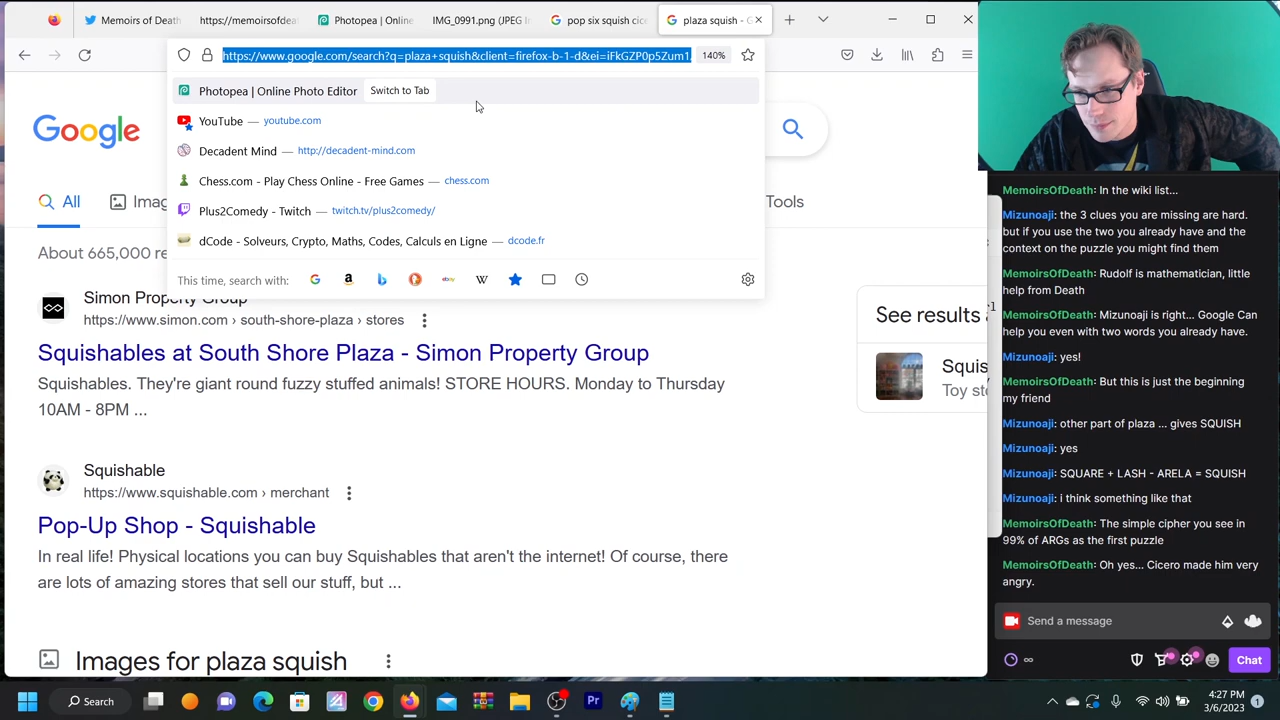 Memoirs of Death
https://memoirsofdea
Photopea | Online
IMG_0991.png (JPEG Im
pop six squish cice
plaza squish - G
https://www.google.com/search?q=plaza+squish&client=firefox-b-1-d&ei=iFkGZP0p5Zum1
140%
Photopea | Online Photo Editor
Switch to Tab
YouTube — youtube.com
Decadent Mind — http://decadent-mind.com
Chess.com - Play Chess Online - Free Games — chess.com
Plus2Comedy - Twitch — twitch.tv/plus2comedy/
dCode - Solveurs, Crypto, Maths, Codes, Calculs en Ligne — dcode.fr
This time, search with:
Google
All
Imag
Tools
About 665,000 re
Simon Property Group
https://www.simon.com › south-shore-plaza › stores
Squishables at South Shore Plaza - Simon Property Group
Squishables. They're giant round fuzzy stuffed animals! STORE HOURS. Monday to Thursday
10AM - 8PM ...
See results
Squis
Toy sto
Squishable
https://www.squishable.com › merchant
Pop-Up Shop - Squishable
In real life! Physical locations you can buy Squishables that aren't the internet! Of course, there
are lots of amazing stores that sell our stuff, but ...
Images for plaza squish
MemoirsOfDeath: In the wiki list...
Mizunoaji: the 3 clues you are missing are hard.
but if you use the two you already have and the
context on the puzzle you might find them
MemoirsOfDeath: Rudolf is mathematician, little
help from Death
MemoirsOfDeath: Mizunoaji is right... Google Can
help you even with two words you already have.
Mizunoaji: yes!
MemoirsOfDeath: But this is just the beginning
my friend
Mizunoaji: other part of plaza ... gives SQUISH
Mizunoaji: yes
Mizunoaji: SQUARE + LASH - ARELA = SQUISH
Mizunoaji: i think something like that
MemoirsOfDeath: The simple cipher you see in
99% of ARGs as the first puzzle
MemoirsOfDeath: Oh yes... Cicero made him very
angry.
Send a message
Chat
Search
4:27 PM
3/6/2023